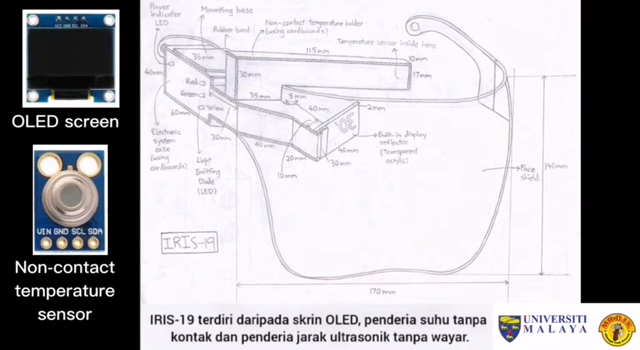 OLED screen
VIN GND SCL SDA
Non-contact
temperature
sensor
Power
indicator
LED
Mounting base
Rubber band
Non-contact temperature holder
(using cardboards)
Temperature sensor inside here
115mm
10mm
17mm
35mm
30mm
40mm
Red
Green
Yellow
60mm
35mm
8mm
40mm
2mm
30mm
40mm
20mm
10mm
30mm
40mm
Electronic
system
case
(using
cardboards)
Light
Emitting
Diode
(LED)
Built-in display
reflector
(Transparent
acrylic)
Face
shield
140mm
170mm
IRIS-19
IRIS-19 terdiri daripada skrin OLED, penderia suhu tanpa
kontak dan penderia jarak ultrasonik tanpa wayar.
UNIVERSITI
MALAYA